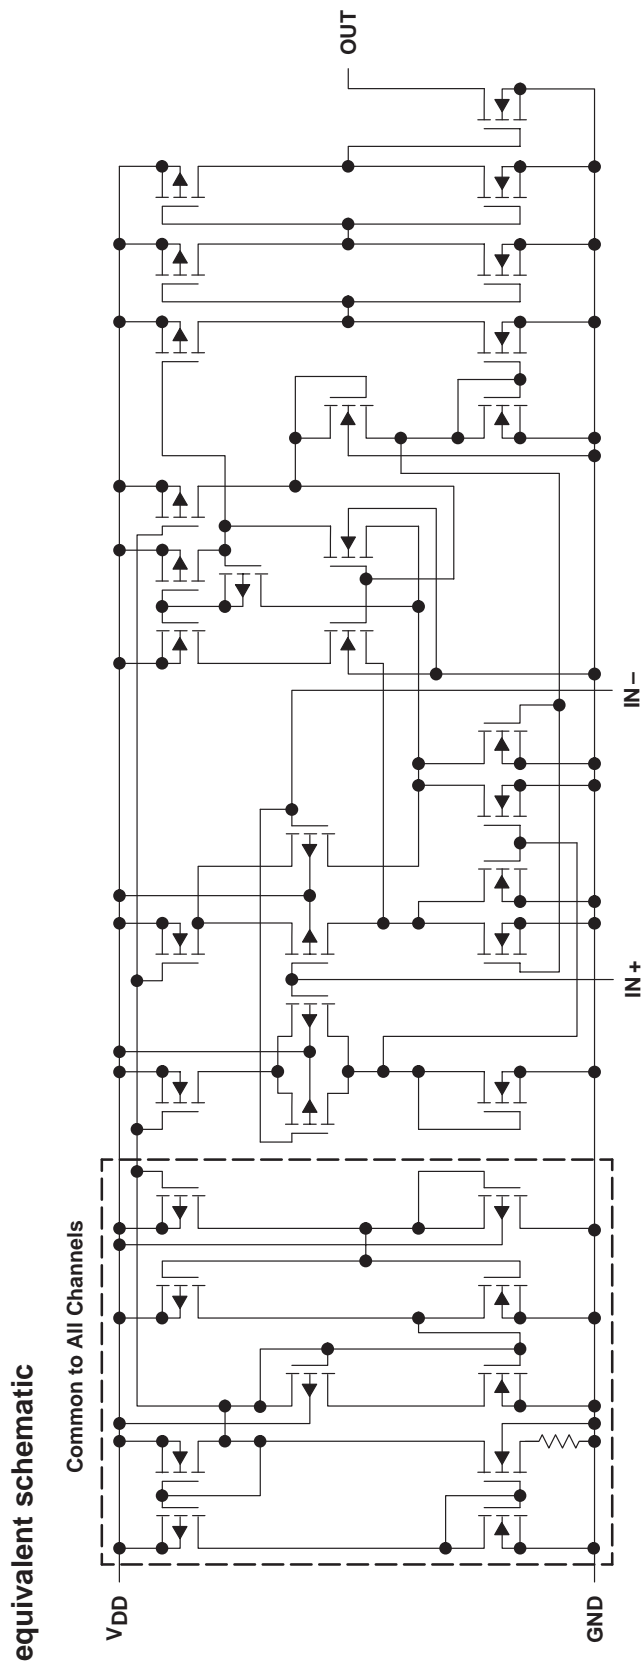 equivalent schematic
Common to All Channels
VDD
GND
IN+
IN−
OUT